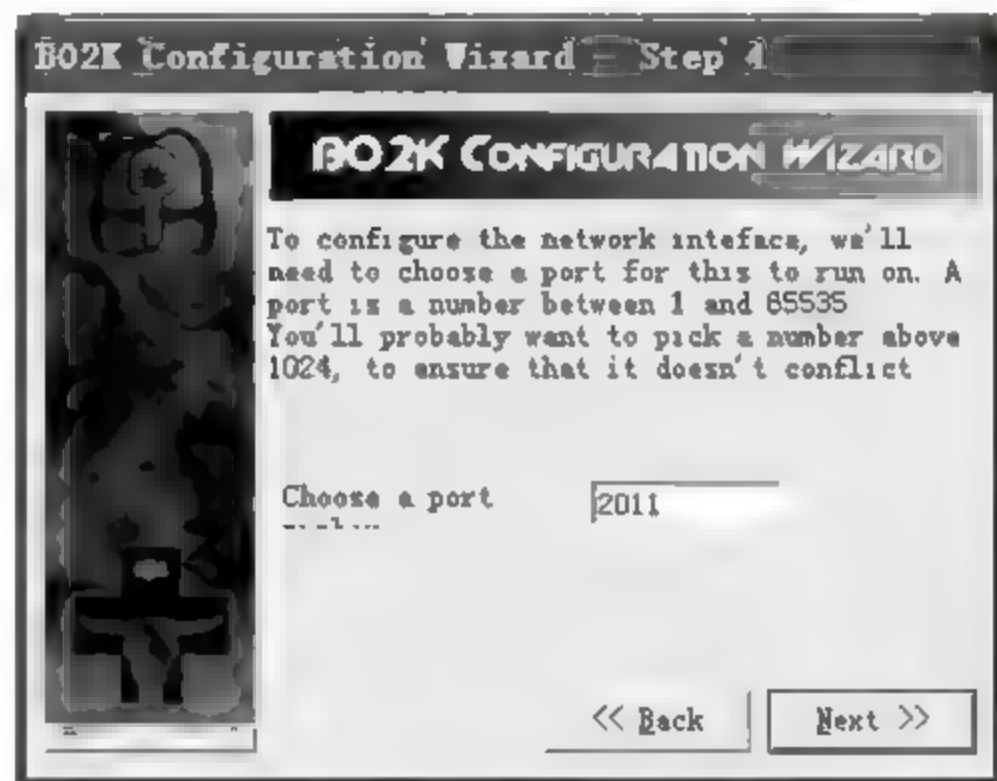 BO2K Configuration Wizard - Step 4
BO2K CONFIGURATION WIZARD
To configure the network inteface, we'll
need to choose a port for this to run on. A
port is a number between 1 and 65535
You'll probably want to pick a number above
1024, to ensure that it doesn't conflict
Choose a port
2011
<< Back
Next >>